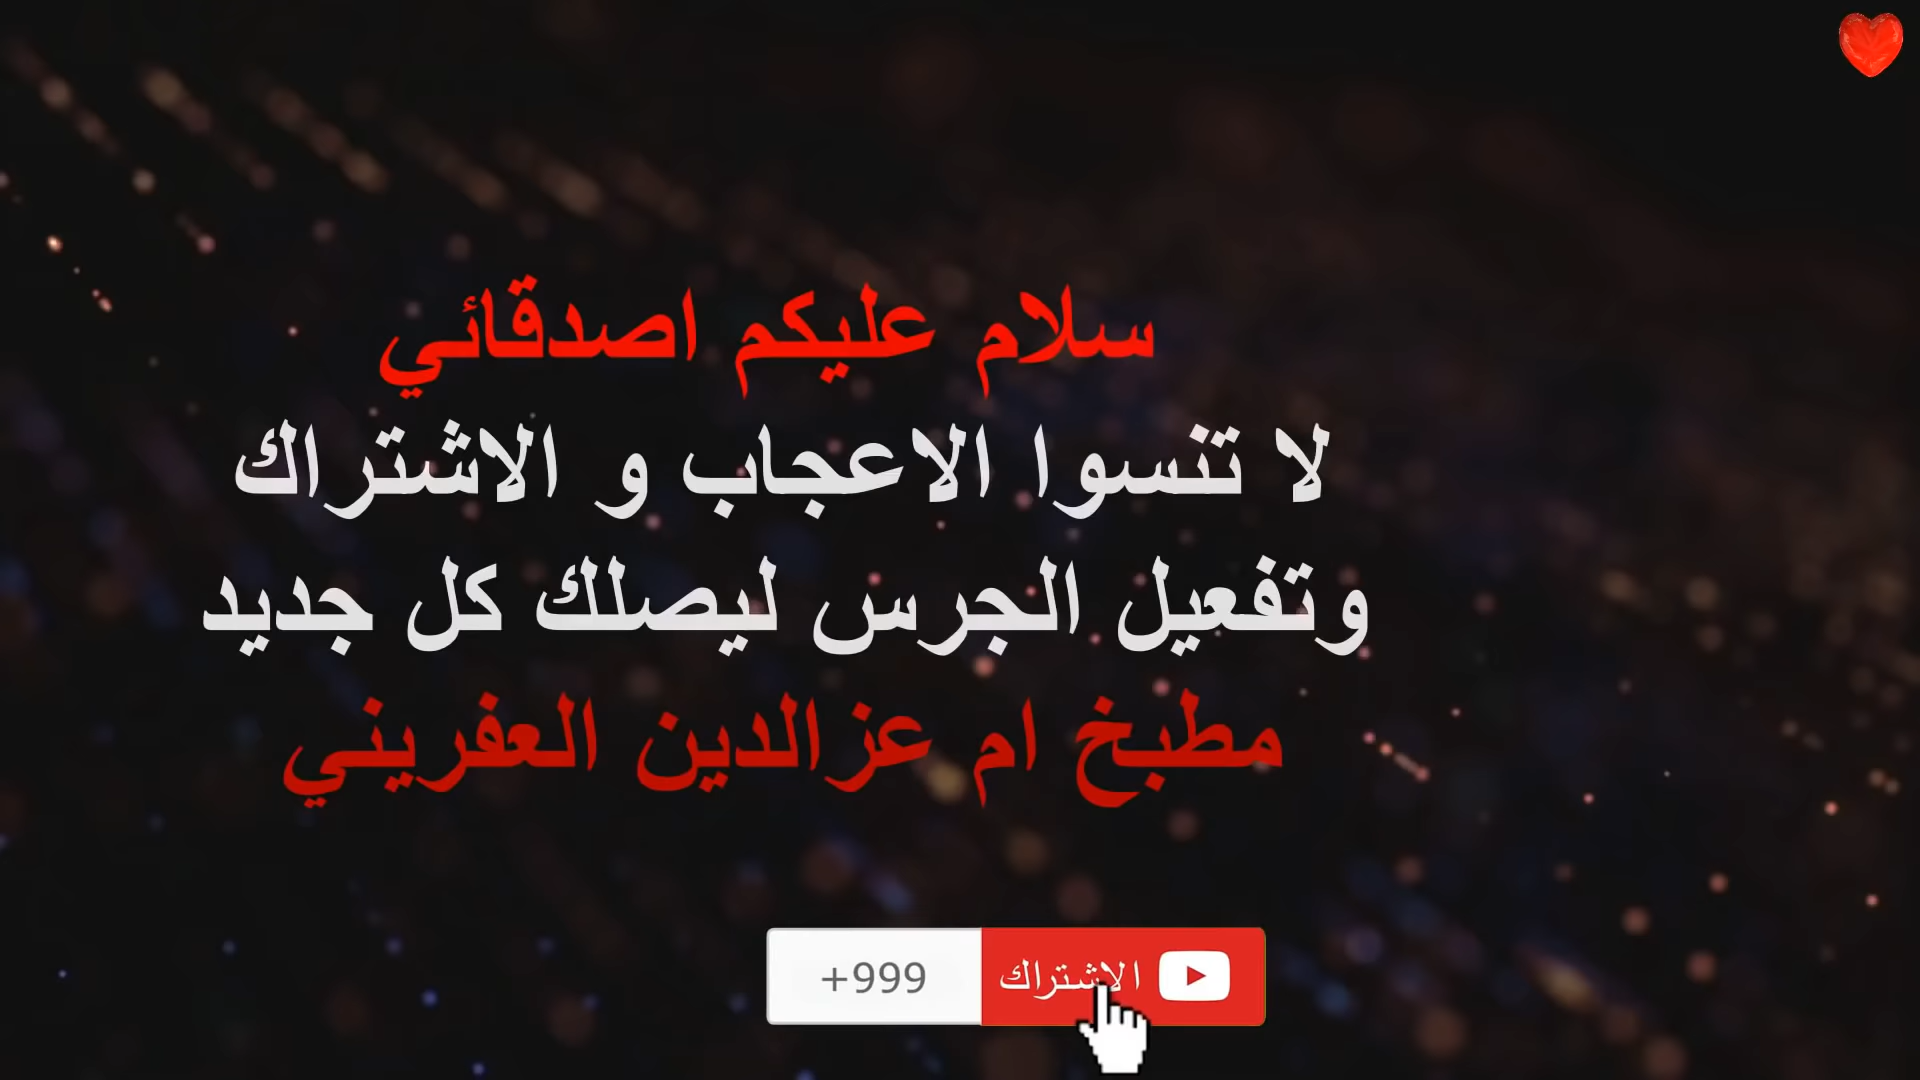 سلام عليكم اصدقائي
لا تنسوا الاعجاب و الاشتراك
وتفعيل الجرس ليصلك كل جديد
مطبخ ام عزالدين العفريني
الاشتراك
+999